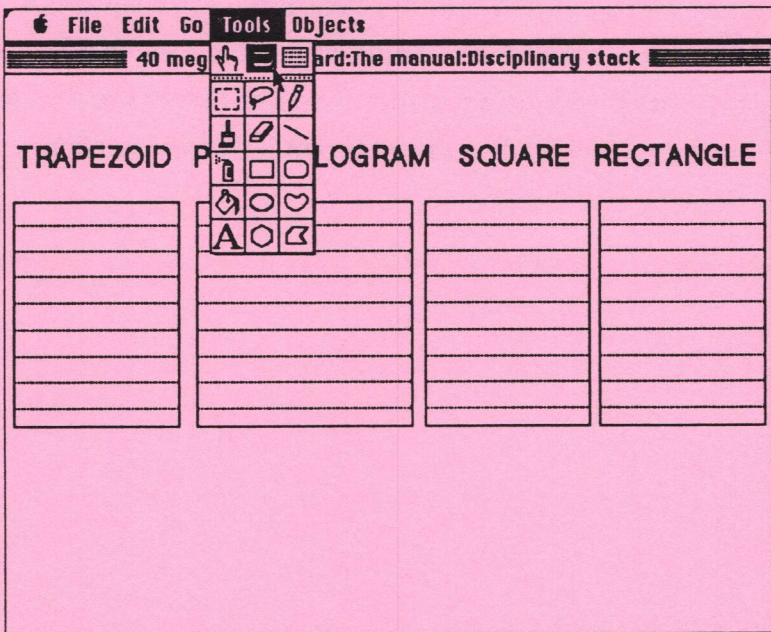 File Edit Go Tools Objects
40 meg ard:The manual:Disciplinary stack
TRAPEZOID P LOGRAM SQUARE RECTANGLE
A